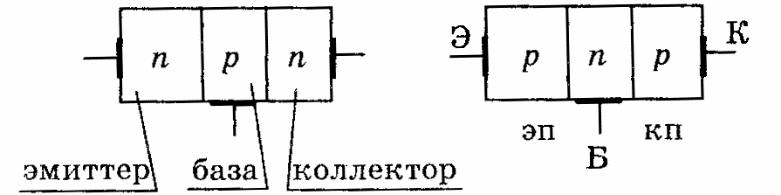 Э К
n p n p n p
эп кп
Б
эмиттер база коллектор